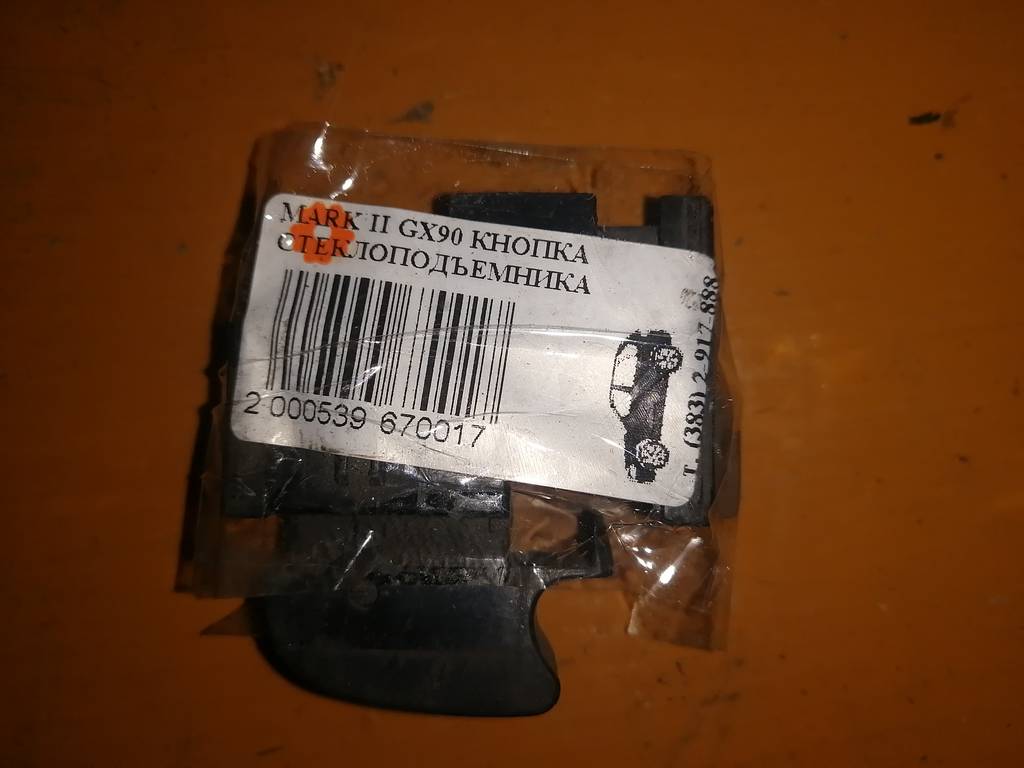 MARK II GX90 КНОПКА
СТЕКЛОПОДЪЕМНИКА
2 000539 670017
Т. (383) 2-917-888